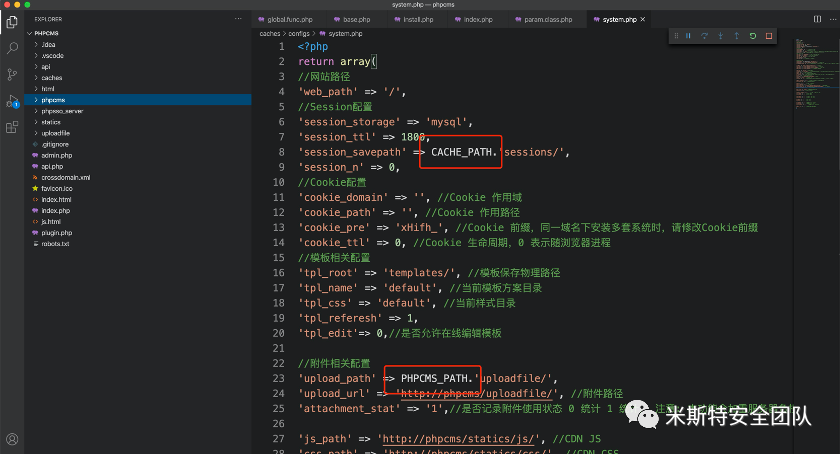 system.php — phpcms
EXPLORER
global.func.php base.php install.php index.php param.class.php system.php
caches configs system.php
PHPCMS
.idea
.vscode
api
caches
html
phpcms
phpsso_server
statics
uploadfile
.gitignore
admin.php
api.php
crossdomain.xml
favicon.ico
index.html
index.php
js.html
plugin.php
robots.txt
1
1 <?php
2 return array(
3 //网站路径
4 'web_path' => '/',
5 //Session配置
6 'session_storage' => 'mysql',
7 'session_ttl' => 1800,
8 'session_savepath' => CACHE_PATH.'sessions/',
9 'session_n' => 0,
10 //Cookie配置
11 'cookie_domain' => '', //Cookie 作用域
12 'cookie_path' => '', //Cookie 作用路径
13 'cookie_pre' => 'xHifh_', //Cookie 前缀，同一域名下安装多套系统时，请修改Cookie前缀
14 'cookie_ttl' => 0, //Cookie 生命周期，0 表示随浏览器进程
15 //模板相关配置
16 'tpl_root' => 'templates/', //模板保存物理路径
17 'tpl_name' => 'default', //当前模板方案目录
18 'tpl_css' => 'default', //当前样式目录
19 'tpl_referesh' => 1,
20 'tpl_edit'=> 0,//是否允许在线编辑模板
21
22 //附件相关配置
23 'upload_path' => PHPCMS_PATH.'uploadfile/',
24 'upload_url' => 'http://phpcms/uploadfile/', //附件路径
25 'attachment_stat' => '1',//是否记录附件使用状态 0 统计 1
26
27 'js_path' => 'http://phpcms/statics/js/', //CDN JS
28 'css_path' => 'http://phpcms/statics/css/', //CDN CSS
米斯特安全团队